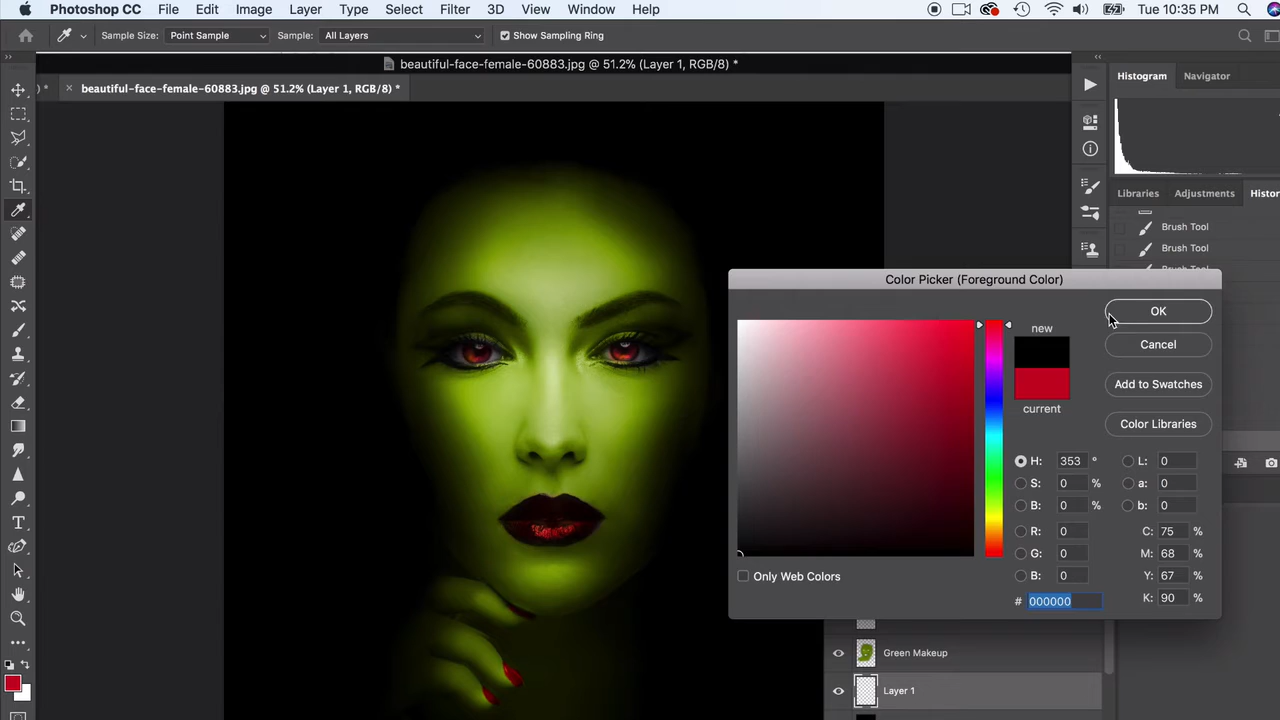 Photoshop CC File Edit Image Layer Type Select Filter 3D View Window Help Tue 10:35 PM
Sample Size: Point Sample Sample: All Layers Show Sampling Ring
beautiful-face-female-60883.jpg @ 51.2% (Layer 1, RGB/8) *
) * × beautiful-face-female-60883.jpg @ 51.2% (Layer 1, RGB/8) *
Histogram Navigator
Libraries Adjustments Histor
Brush Tool
Brush Tool
Color Picker (Foreground Color)
new
OK
Cancel
Add to Swatches
current
Color Libraries
H: 353 ° L: 0
S: 0 % a: 0
B: 0 % b: 0
R: 0 C: 75 %
G: 0 M: 68 %
B: 0 Y: 67 %
Only Web Colors
# 000000 K: 90 %
Green Makeup
Layer 1